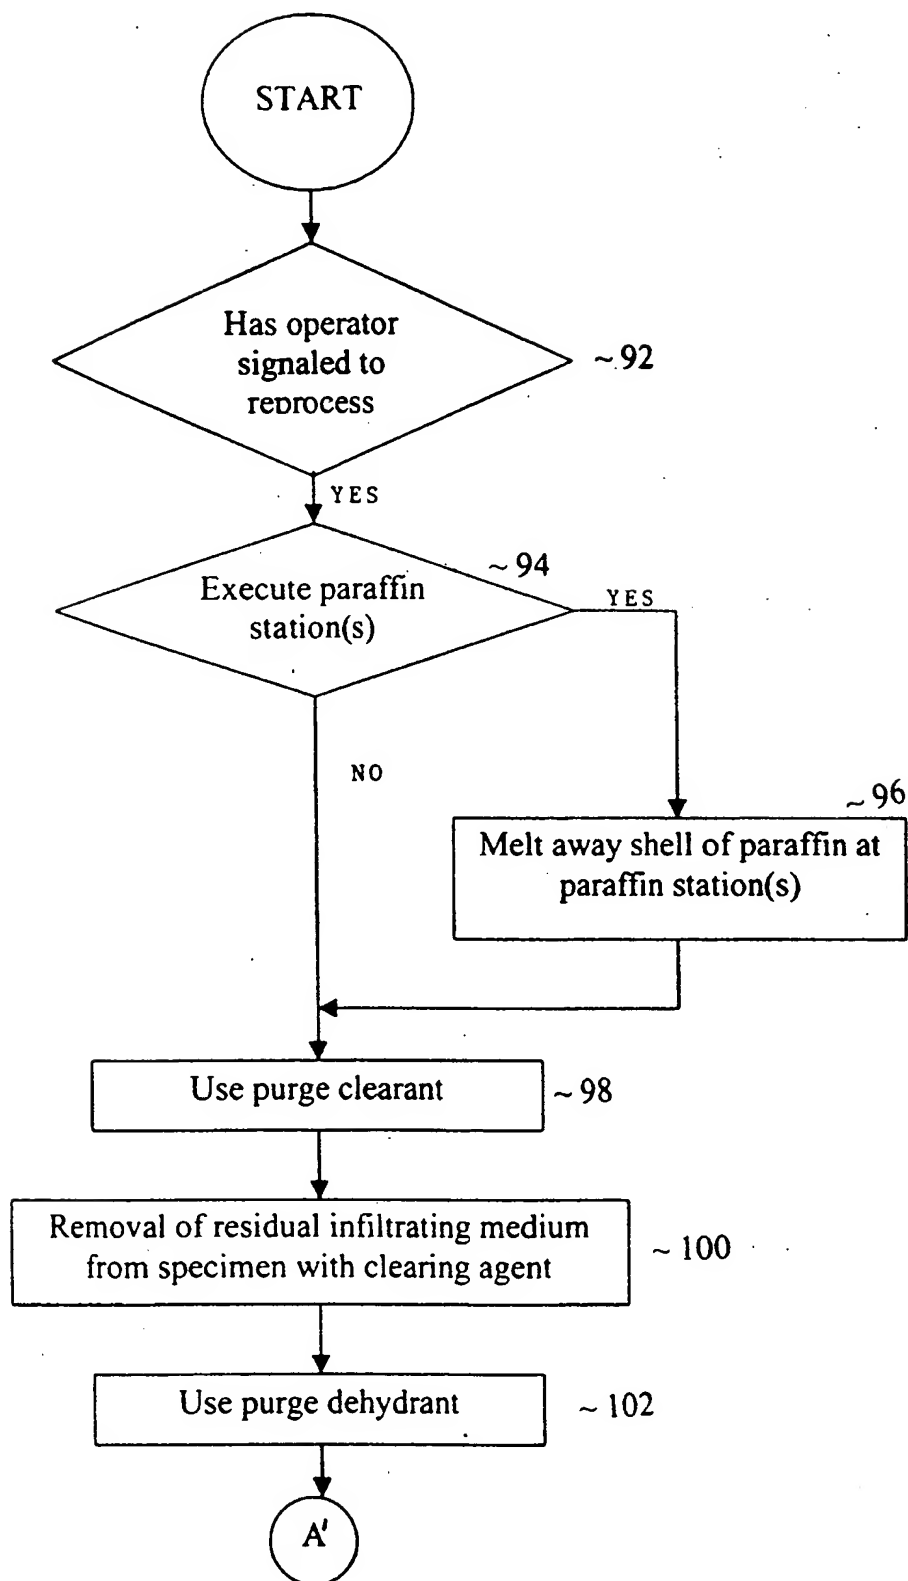 START
Has operator
signaled to
reprocess
~92
YES
~94
Execute paraffin
station(s)
YES
NO
~96
Melt away shell of paraffin at
paraffin station(s)
Use purge clearant
~98
Removal of residual infiltrating medium
from specimen with clearing agent
~100
Use purge dehydrant
~102
A'